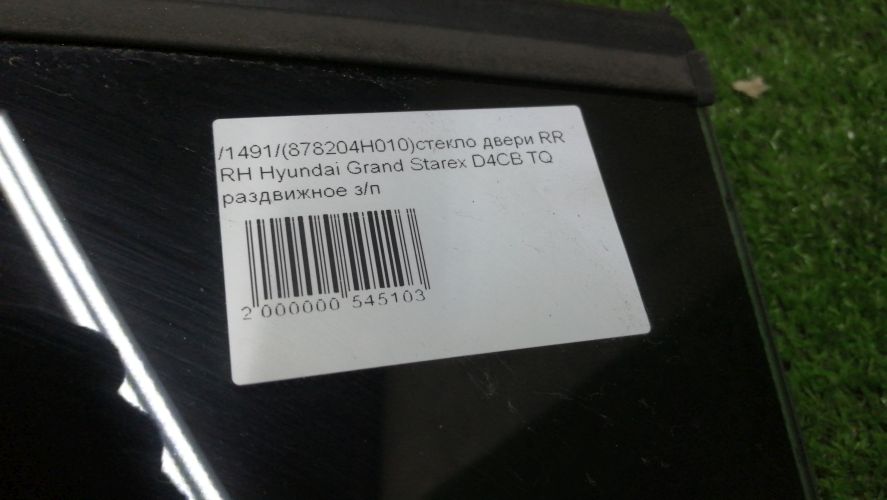 /1491/(878204H010)стекло двери RR
RH Hyundai Grand Starex D4CB TQ
раздвижное з/п
2 000000 545103